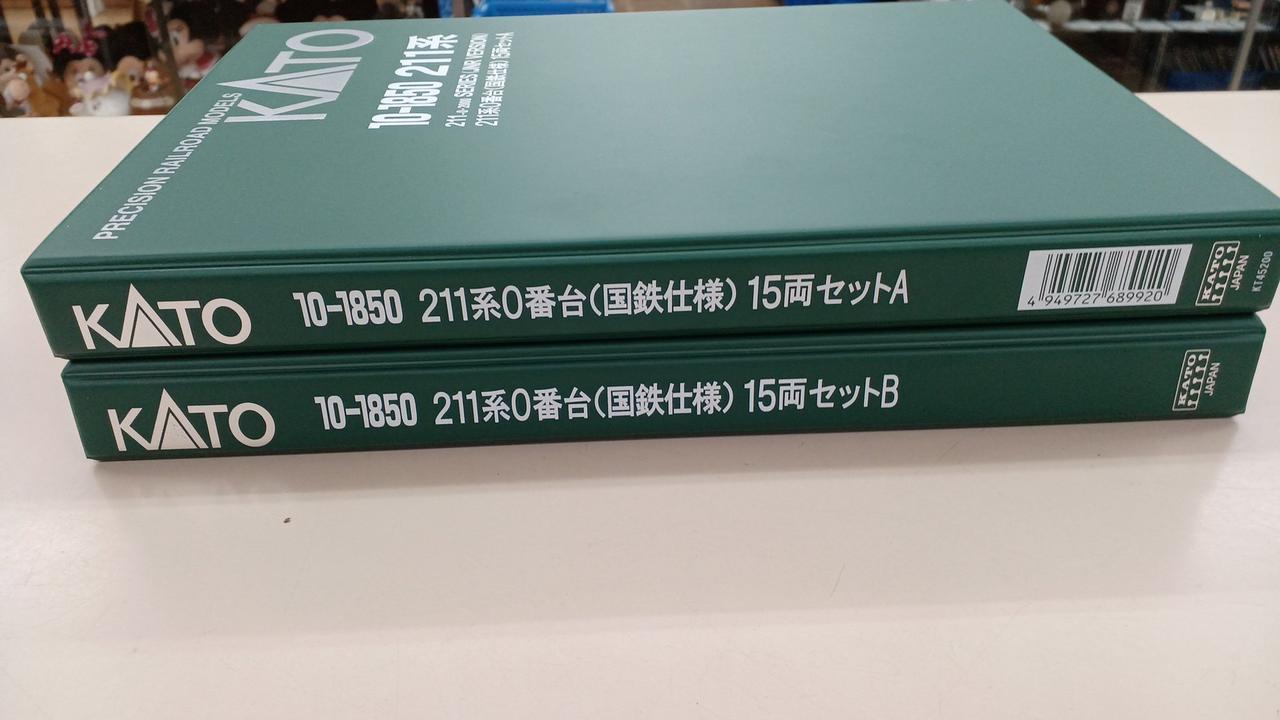 PRECISION RAILROAD MODELS
KATO
10-1850 211系
211-0 series (JNR VERSION)
211系0番台(国鉄仕様) 15両セットA
KATO 10-1850 211系0番台(国鉄仕様) 15両セットA
4 949727 689920
KATO
JAPAN
KT45200
KATO 10-1850 211系0番台(国鉄仕様) 15両セットB
KATO
JAPAN